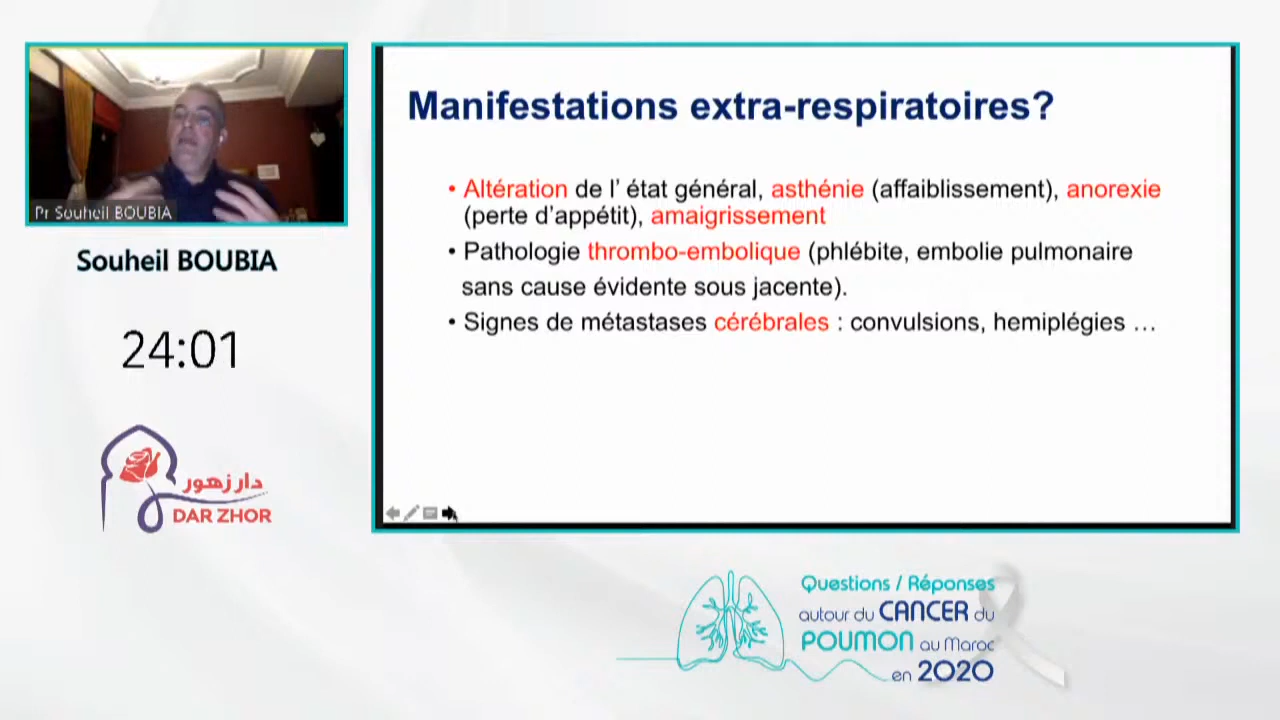 Pr Souheil BOUBIA
Souheil BOUBIA
24:01
دار زهور
DAR ZHOR
Manifestations extra-respiratoires?
• Altération de l’ état général, asthénie (affaiblissement), anorexie
(perte d’appétit), amaigrissement
• Pathologie thrombo-embolique (phlébite, embolie pulmonaire
sans cause évidente sous jacente).
• Signes de métastases cérébrales : convulsions, hemiplégies …
Questions / Réponses
autour du CANCER du
POUMON au Maroc
en 2020